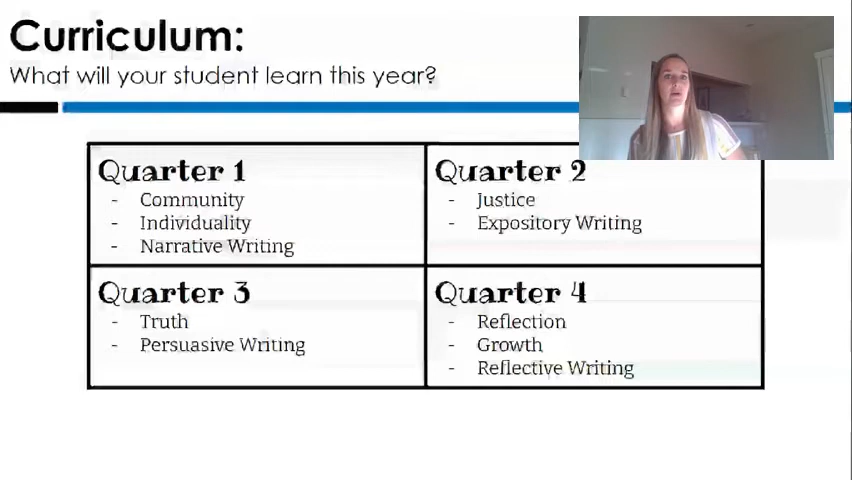 Curriculum:
What will your student learn this year?
Quarter 1
- Community
- Individuality
- Narrative Writing
Quarter 2
- Justice
- Expository Writing
Quarter 3
- Truth
- Persuasive Writing
Quarter 4
- Reflection
- Growth
- Reflective Writing